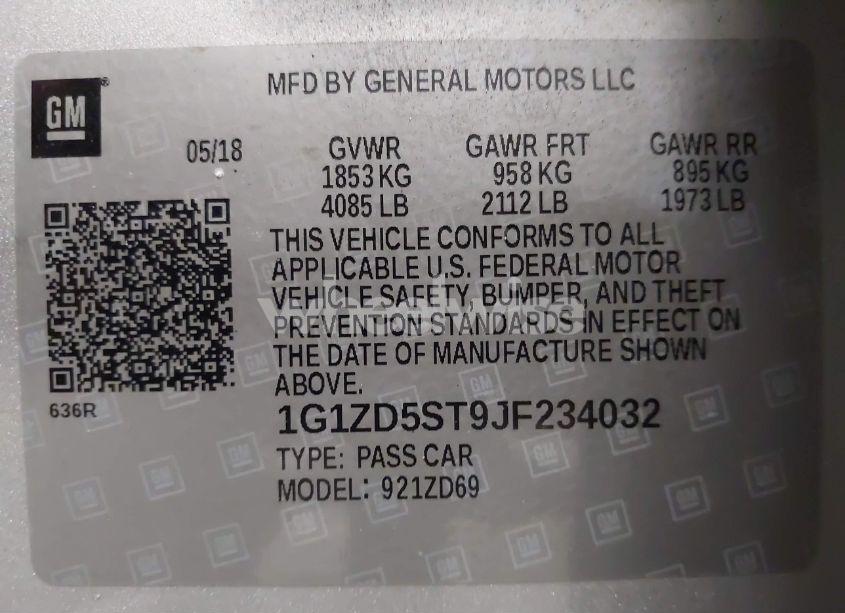 MFD BY GENERAL MOTORS LLC
GM
05/18
GVWR GAWR FRT GAWR RR
1853 KG 958 KG 895 KG
4085 LB 2112 LB 1973 LB
THIS VEHICLE CONFORMS TO ALL
APPLICABLE U.S. FEDERAL MOTOR
VEHICLE SAFETY, BUMPER, AND THEFT
PREVENTION STANDARDS IN EFFECT ON
THE DATE OF MANUFACTURE SHOWN
ABOVE.
636R
1G1ZD5ST9JF234032
TYPE: PASS CAR
MODEL: 921ZD69